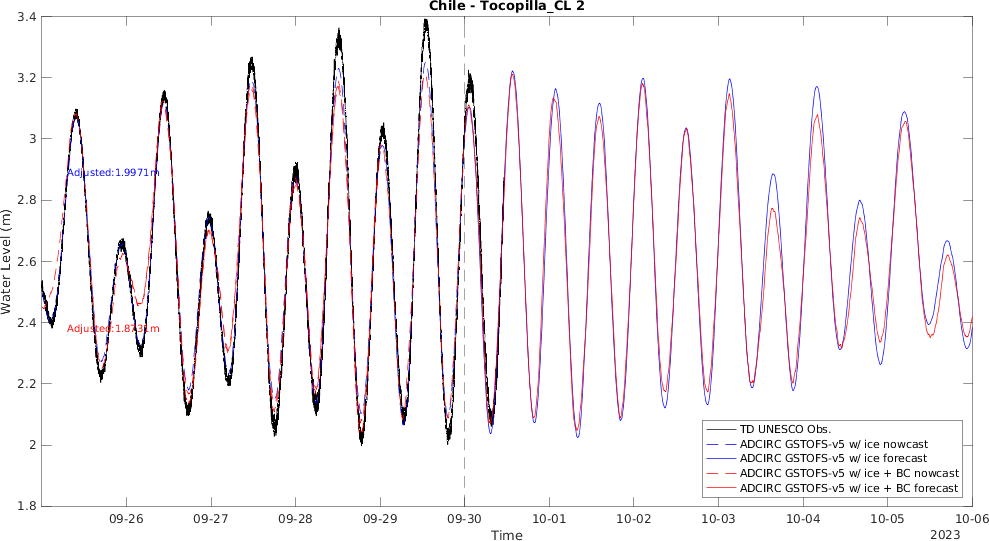 Chile - Tocopilla_CL 2
3.4
3.2
3
2.8
2.6
2.4
2.2
2
1.8
Water Level (m)
Adjusted:1.9971m
Adjusted:1.8731m
TD UNESCO Obs.
ADCIRC GSTOFS-v5 w/ ice nowcast
ADCIRC GSTOFS-v5 w/ ice forecast
ADCIRC GSTOFS-v5 w/ ice + BC nowcast
ADCIRC GSTOFS-v5 w/ ice + BC forecast
09-26 09-27 09-28 09-29 09-30 10-01 10-02 10-03 10-04 10-05 10-06
Time
2023